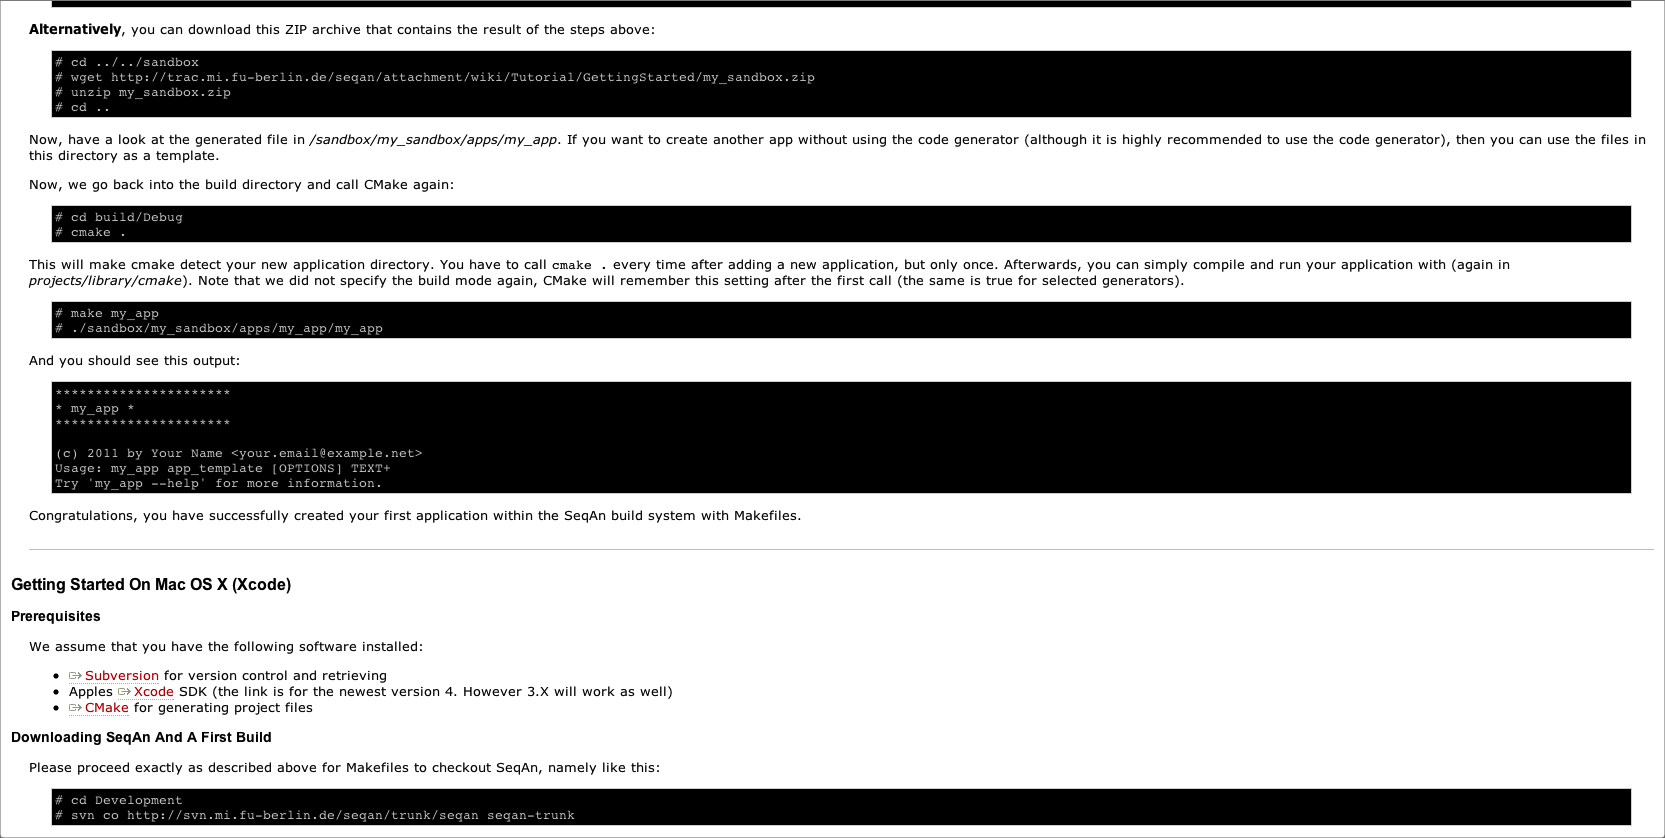 Alternatively, you can download this ZIP archive that contains the result of the steps above:
# cd ../../sandbox
# wget http://trac.mi.fu-berlin.de/seqan/attachment/wiki/Tutorial/GettingStarted/my_sandbox.zip
# unzip my_sandbox.zip
# cd ..
Now, have a look at the generated file in /sandbox/my_sandbox/apps/my_app. If you want to create another app without using the code generator (although it is highly recommended to use the code generator), then you can use the files in
this directory as a template.
Now, we go back into the build directory and call CMake again:
# cd build/Debug
# cmake .
This will make cmake detect your new application directory. You have to call cmake . every time after adding a new application, but only once. Afterwards, you can simply compile and run your application with (again in
projects/library/cmake). Note that we did not specify the build mode again, CMake will remember this setting after the first call (the same is true for selected generators).
# make my_app
# ./sandbox/my_sandbox/apps/my_app/my_app
And you should see this output:
**********************
* my_app *
**********************
(c) 2011 by Your Name <your.email@example.net>
Usage: my_app app_template [OPTIONS] TEXT+
Try 'my_app --help' for more information.
Congratulations, you have successfully created your first application within the SeqAn build system with Makefiles.
Getting Started On Mac OS X (Xcode)
Prerequisites
We assume that you have the following software installed:
• Subversion for version control and retrieving
• Apples Xcode SDK (the link is for the newest version 4. However 3.X will work as well)
• CMake for generating project files
Downloading SeqAn And A First Build
Please proceed exactly as described above for Makefiles to checkout SeqAn, namely like this:
# cd Development
# svn co http://svn.mi.fu-berlin.de/seqan/trunk/seqan seqan-trunk